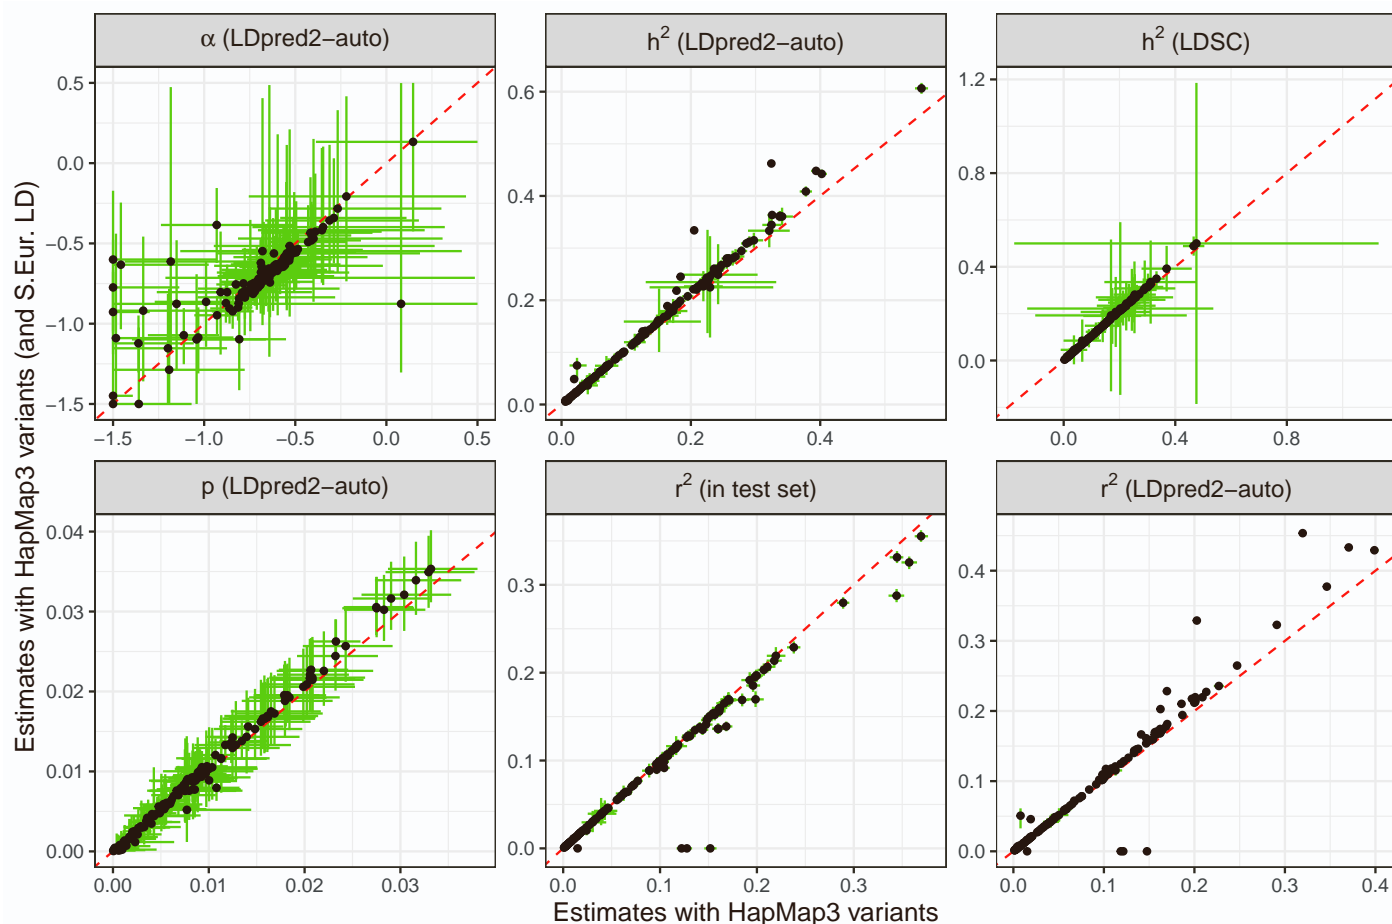 α (LDpred2−auto)
h² (LDpred2−auto)
h² (LDSC)
0.5
0.0
−0.5
−1.0
−1.5
−1.5 −1.0 −0.5 0.0 0.5
0.6
0.4
0.2
0.0
0.0 0.2 0.4
1.2
0.8
0.4
0.0
0.0 0.4 0.8
p (LDpred2−auto)
r² (in test set)
r² (LDpred2−auto)
0.04
0.03
0.02
0.01
0.00
0.00 0.01 0.02 0.03
0.3
0.2
0.1
0.0
0.0 0.1 0.2 0.3
0.4
0.3
0.2
0.1
0.0
0.0 0.1 0.2 0.3 0.4
Estimates with HapMap3 variants (and S.Eur. LD)
Estimates with HapMap3 variants